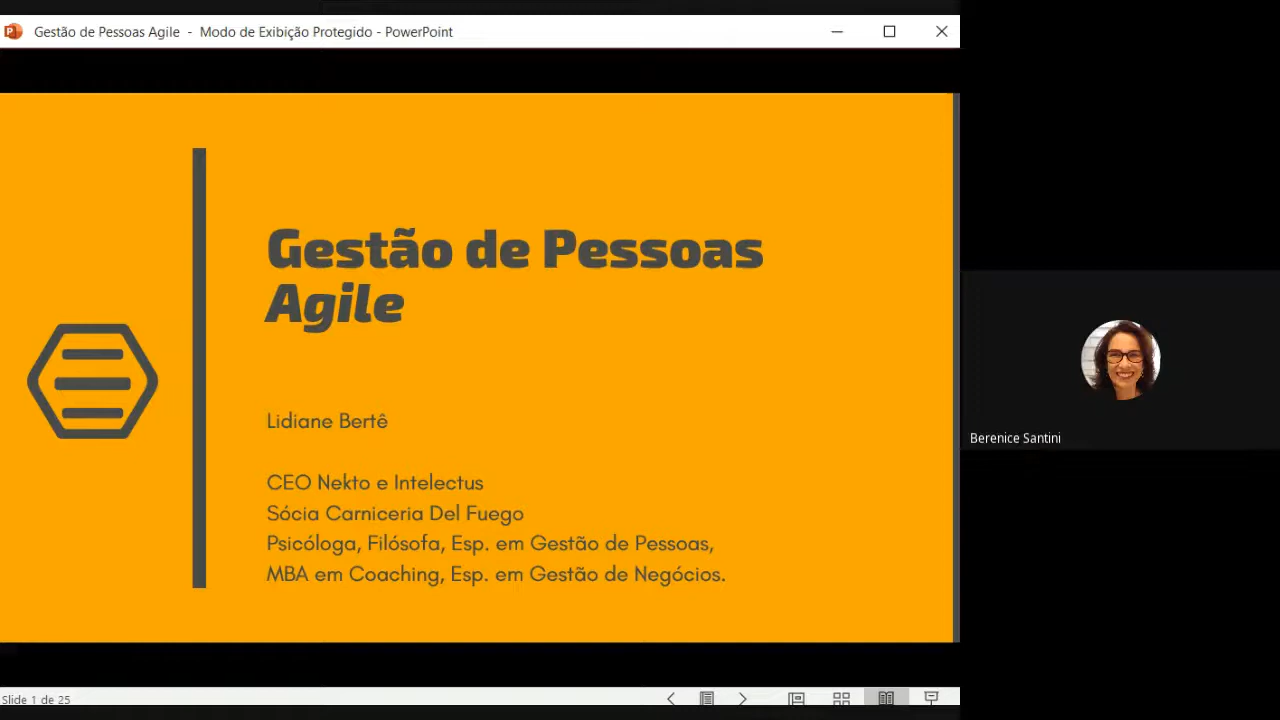 Gestão de Pessoas Agile - Modo de Exibição Protegido - PowerPoint
Gestão de Pessoas
Agile
Lidiane Bertê
CEO Nekto e Intelectus
Sócia Carniceria Del Fuego
Psicóloga, Filósofa, Esp. em Gestão de Pessoas,
MBA em Coaching, Esp. em Gestão de Negócios.
Berenice Santini
Slide 1 de 25